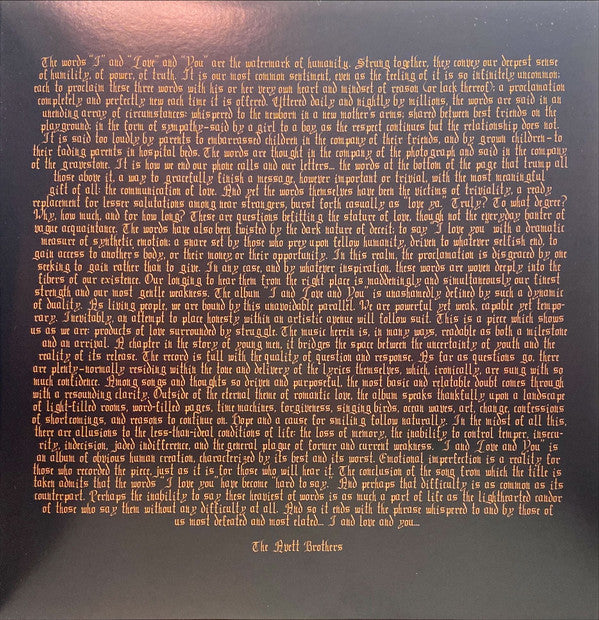 The words "I" and "Love" and "You" are the watermark of humanity. Strung together, they convey our deepest sense
of humility, of power, of truth. It is our most common sentiment, even as the feeling of it is so infinitely uncommon:
each to proclaim these three words with his or her very own heart and mindset of reason (or lack thereof); a proclamation
completely and perfectly new each time it is offered. Uttered daily and nightly by millions, the words are said in an
unending array of circumstances: whispered to the newborn in a new mother's arms; shared between best friends on the
playground; in the form of sympathy-said by a girl to a boy, as the respect continues but the relationship does not.
It is said too loudly by parents to embarrassed children in the company of their friends, and by grown children-to
their fading parents in hospital beds. The words are thought in the company of the photograph and said in the company
of the gravestone. It is how we end our phone calls and our letters... the words at the bottom of the page that trump all
those above it, a way to gracefully finish a message, however important or trivial, with the most meaningful
gift of all: the communication of love. And yet the words themselves have been the victims of triviality, a ready
replacement for lesser salutations among near strangers, burst forth casually as "love ya." Truly? To what degree?
Why, how much, and for how long? These are questions befitting the stature of love, though not the everyday banter of
vague acquaintance. The words have also been twisted by the dark nature of deceit: to say "I love you" with a dramatic
measure of synthetic emotion; a snare set by those who prey upon fellow humanity, driven to whatever selfish end, to
gain access to another's body, or their money, or their opportunity. In this realm, the proclamation is disgraced by one
seeking to gain rather than to give. In any case, and by whatever inspiration, these words are woven deeply into the
fibers of our existence. Our longing to hear them from the right place is maddeningly and simultaneously our finest
strength and our most gentle weakness. The album "I and Love and You" is unashamedly defined by such a dynamic
of duality. As living people, we are bound by this unavoidable parallel. We are powerful yet weak, capable yet tem-
porary. Inevitably, an attempt to place honesty within an artistic avenue will follow suit. This is a piece which shows
us as we are: products of love surrounded by struggle. The music herein is, in many ways, readable as both a milestone
and an arrival. A chapter in the story of young men, it bridges the space between the uncertainty of youth and the
reality of its release. The record is full with the quality of question and response. As far as questions go, there
are plenty-normally residing within the tone and delivery of the lyrics themselves, which, ironically, are sung with so
much confidence. Among songs and thoughts so driven and purposeful, the most basic and relatable doubt comes through
with a resounding clarity. Outside of the eternal theme of romantic love, the album speaks thankfully upon a landscape
of light-filled rooms, word-filled pages, time machines, forgiveness, singing birds, ocean waves, art, change, confessions
of shortcomings, and reasons to continue on. Hope and a cause for smiling follow naturally. In the midst of all this,
there are allusions to the less-than-ideal conditions of life: the loss of memory, the inability to control temper, insecu-
rity, indecision, jaded indifference, and the general plague of former and current weakness. "I and Love and You" is
an album of obvious human creation, characterized by its best and its worst. Emotional imperfection is a reality for
those who recorded the piece, just as it is for those who will hear it. The conclusion of the song from which the title is
taken admits that the words "I love you" have become "hard to say." And perhaps that difficulty is as common as its
counterpart. Perhaps the inability to say these heaviest of words is as much a part of life as the lighthearted candor
of those who say them without any difficulty at all. And so it ends with the phrase whispered to and by those of
us most defeated and most elated... I and love and you...
The Avett Brothers